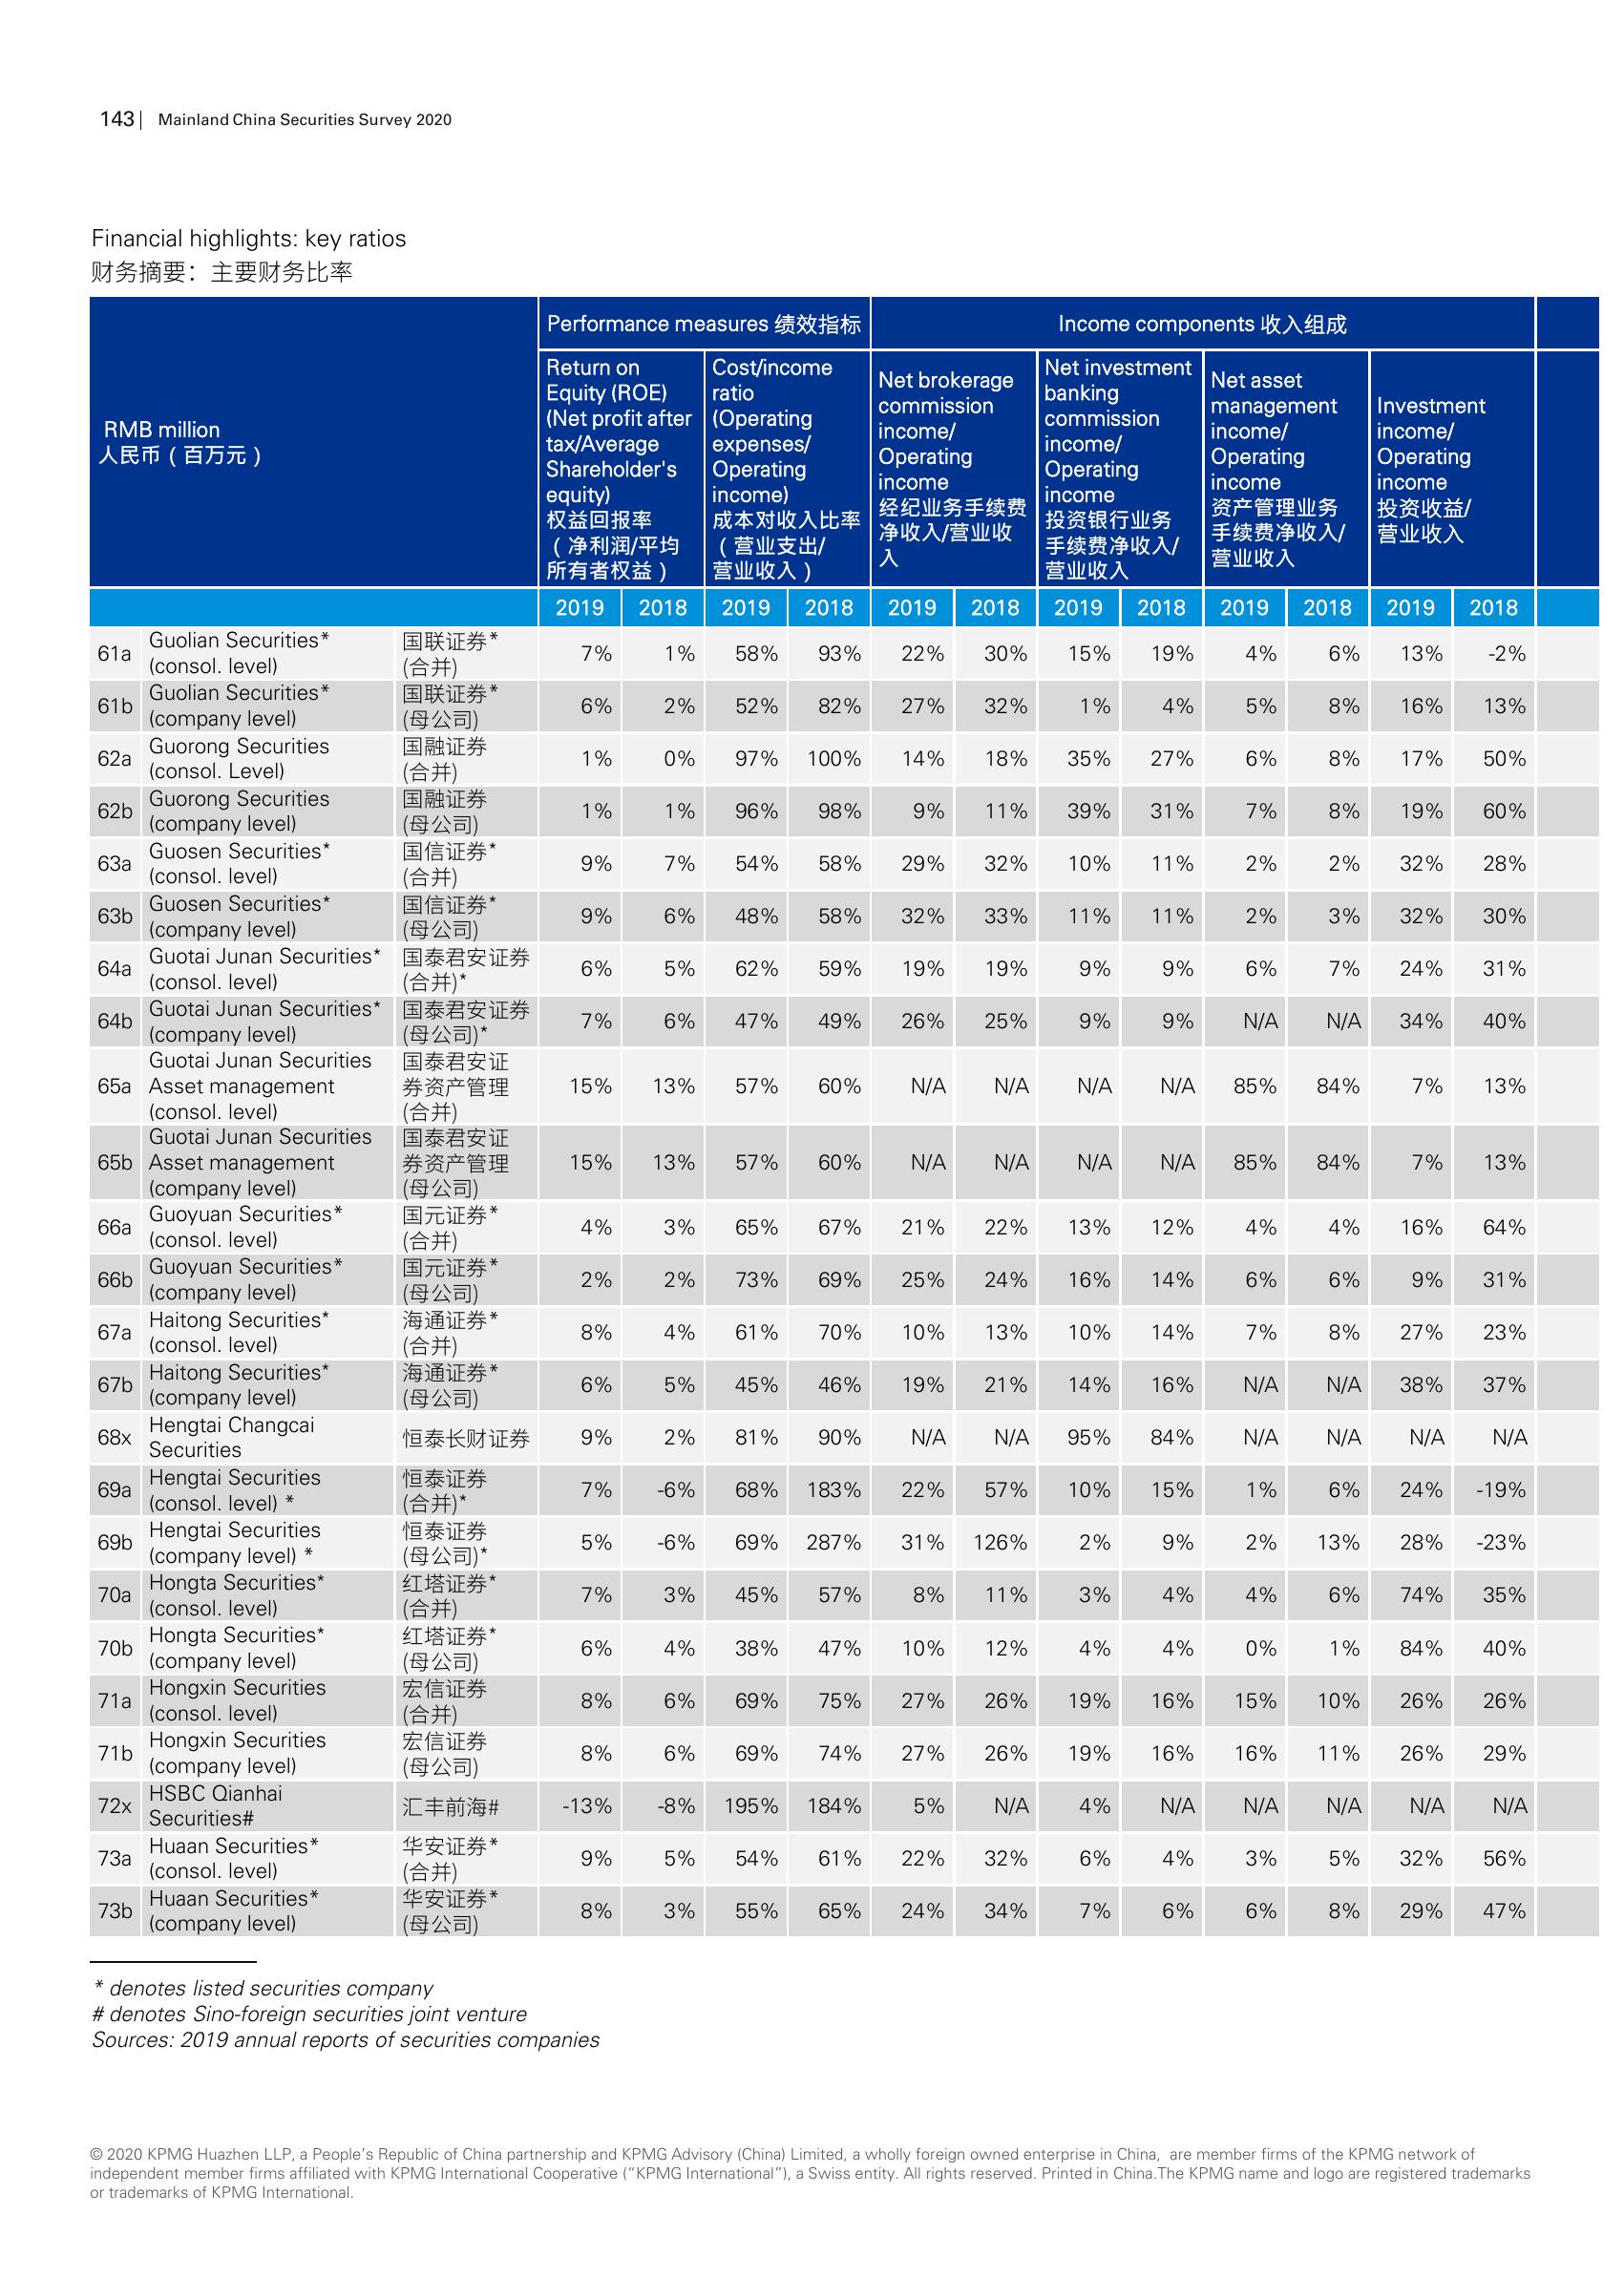 143 | Mainland China Securities Survey 2020
Financial highlights: key ratios
财务摘要：主要财务比率
RMB million
人民币（百万元）
Performance measures 绩效指标
Income components 收入组成
Return on
Equity (ROE)
(Net profit after
tax/Average
Shareholder's
equity)
权益回报率
（净利润/平均
所有者权益）
Cost/income
ratio
(Operating
expenses/
Operating
income)
成本对收入比率
（营业支出/
营业收入）
Net brokerage
commission
income/
Operating
income
经纪业务手续费
净收入/营业收
入
Net investment
banking
commission
income/
Operating
income
投资银行业务
手续费净收入/
营业收入
Net asset
management
income/
Operating
income
资产管理业务
手续费净收入/
营业收入
Investment
income/
Operating
income
投资收益/
营业收入
2019 2018 2019 2018 2019 2018 2019 2018 2019 2018 2019 2018
61a Guolian Securities* (consol. level) 国联证券* (合并) 7% 1% 58% 93% 22% 30% 15% 19% 4% 6% 13% -2%
61b Guolian Securities* (company level) 国联证券* (母公司) 6% 2% 52% 82% 27% 32% 1% 4% 5% 8% 16% 13%
62a Guorong Securities (consol. Level) 国融证券 (合并) 1% 0% 97% 100% 14% 18% 35% 27% 6% 8% 17% 50%
62b Guorong Securities (company level) 国融证券 (母公司) 1% 1% 96% 98% 9% 11% 39% 31% 7% 8% 19% 60%
63a Guosen Securities* (consol. level) 国信证券* (合并) 9% 7% 54% 58% 29% 32% 10% 11% 2% 2% 32% 28%
63b Guosen Securities* (company level) 国信证券* (母公司) 9% 6% 48% 58% 32% 33% 11% 11% 2% 3% 32% 30%
64a Guotai Junan Securities* (consol. level) 国泰君安证券 (合并)* 6% 5% 62% 59% 19% 19% 9% 9% 6% 7% 24% 31%
64b Guotai Junan Securities* (company level) 国泰君安证券 (母公司)* 7% 6% 47% 49% 26% 25% 9% 9% N/A N/A 34% 40%
65a Guotai Junan Securities Asset management (consol. level) 国泰君安证券资产管理 (合并) 15% 13% 57% 60% N/A N/A N/A N/A 85% 84% 7% 13%
65b Guotai Junan Securities Asset management (company level) 国泰君安证券资产管理 (母公司) 15% 13% 57% 60% N/A N/A N/A N/A 85% 84% 7% 13%
66a Guoyuan Securities* (consol. level) 国元证券* (合并) 4% 3% 65% 67% 21% 22% 13% 12% 4% 4% 16% 64%
66b Guoyuan Securities* (company level) 国元证券* (母公司) 2% 2% 73% 69% 25% 24% 16% 14% 6% 6% 9% 31%
67a Haitong Securities* (consol. level) 海通证券* (合并) 8% 4% 61% 70% 10% 13% 10% 14% 7% 8% 27% 23%
67b Haitong Securities* (company level) 海通证券* (母公司) 6% 5% 45% 46% 19% 21% 14% 16% N/A N/A 38% 37%
68x Hengtai Changcai Securities 恒泰长财证券 9% 2% 81% 90% N/A N/A 95% 84% N/A N/A N/A N/A
69a Hengtai Securities (consol. level) * 恒泰证券 (合并)* 7% -6% 68% 183% 22% 57% 10% 15% 1% 6% 24% -19%
69b Hengtai Securities (company level) * 恒泰证券 (母公司)* 5% -6% 69% 287% 31% 126% 2% 9% 2% 13% 28% -23%
70a Hongta Securities* (consol. level) 红塔证券* (合并) 7% 3% 45% 57% 8% 11% 3% 4% 4% 6% 74% 35%
70b Hongta Securities* (company level) 红塔证券* (母公司) 6% 4% 38% 47% 10% 12% 4% 4% 0% 1% 84% 40%
71a Hongxin Securities (consol. level) 宏信证券 (合并) 8% 6% 69% 75% 27% 26% 19% 16% 15% 10% 26% 26%
71b Hongxin Securities (company level) 宏信证券 (母公司) 8% 6% 69% 74% 27% 26% 19% 16% 16% 11% 26% 29%
72x HSBC Qianhai Securities# 汇丰前海# -13% -8% 195% 184% 5% N/A 4% N/A N/A N/A N/A N/A
73a Huaan Securities* (consol. level) 华安证券* (合并) 9% 5% 54% 61% 22% 32% 6% 4% 3% 5% 32% 56%
73b Huaan Securities* (company level) 华安证券* (母公司) 8% 3% 55% 65% 24% 34% 7% 6% 6% 8% 29% 47%
* denotes listed securities company
# denotes Sino-foreign securities joint venture
Sources: 2019 annual reports of securities companies
© 2020 KPMG Huazhen LLP, a People’s Republic of China partnership and KPMG Advisory (China) Limited, a wholly foreign owned enterprise in China, are member firms of the KPMG network of
independent member firms affiliated with KPMG International Cooperative (“KPMG International”), a Swiss entity. All rights reserved. Printed in China.The KPMG name and logo are registered trademarks
or trademarks of KPMG International.